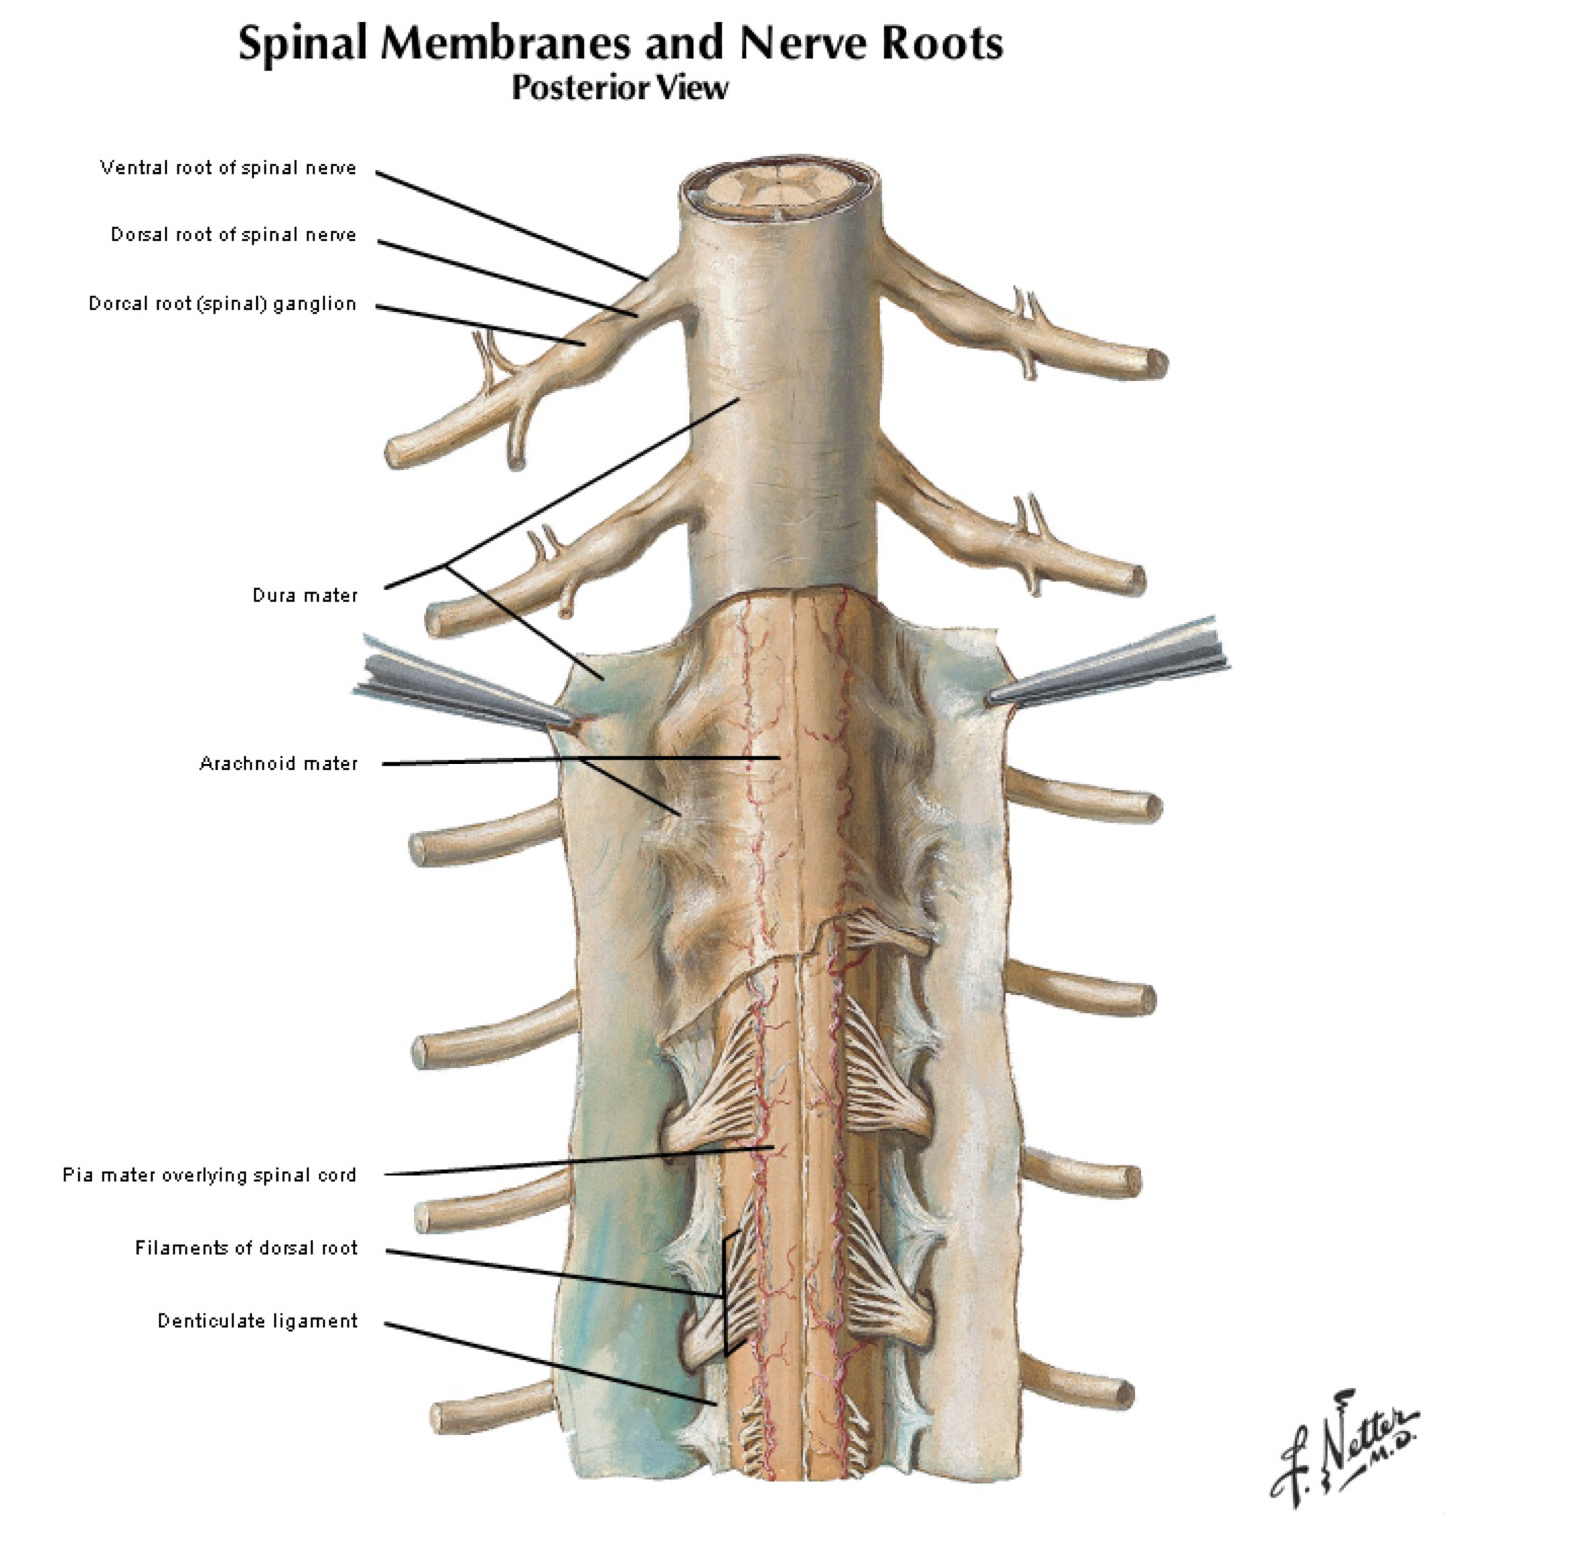 Spinal Membranes and Nerve Roots
Posterior View
Ventral root of spinal nerve
Dorsal root of spinal nerve
Dorcal root (spinal) ganglion
Dura mater
Arachnoid mater
Pia mater overlying spinal cord
Filaments of dorsal root
Denticulate ligament
F. Netter
M.D.